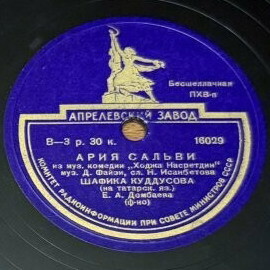 Бесшеллачная
ПХВ-п
АПРЕЛЕВСКИЙ ЗАВОД
В—3 р. 30 к. 16029
АРИЯ САЛЬВИ
из муз. комедии „Ходжа Насретдин"
муз. Д. Файзи, сл. Н. Исанбетова
ШАФИКА КУДДУСОВА
(на татарск. яз.)
Е. А. Домбаева
(ф-но)
КОМИТЕТ РАДИОИНФОРМАЦИИ ПРИ СОВЕТЕ МИНИСТРОВ СССР